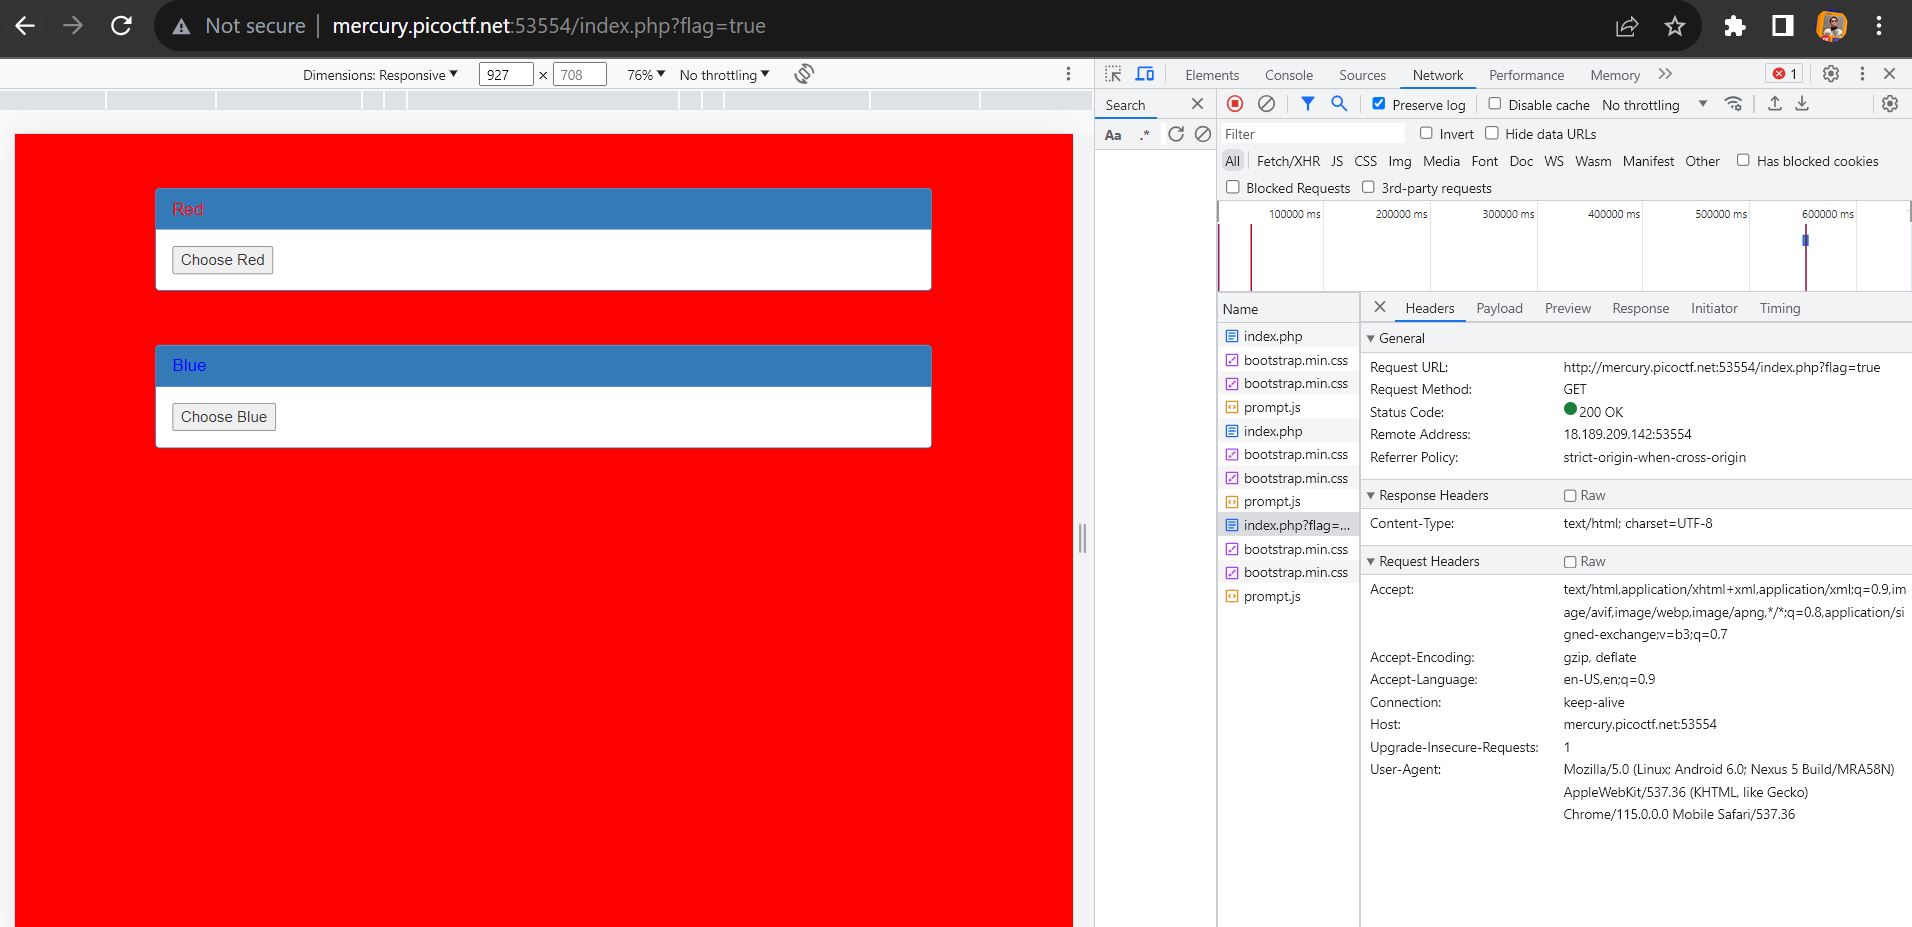 Not secure | mercury.picoctf.net:53554/index.php?flag=true
Dimensions: Responsive ▼ 927 × 708 76% ▼ No throttling ▼
Elements Console Sources Network Performance Memory » 1
Search
Preserve log Disable cache No throttling
Aa .*
Filter Invert Hide data URLs
All Fetch/XHR JS CSS Img Media Font Doc WS Wasm Manifest Other Has blocked cookies
Blocked Requests 3rd-party requests
100000 ms 200000 ms 300000 ms 400000 ms 500000 ms 600000 ms
Red
Choose Red
Blue
Choose Blue
Name
index.php
bootstrap.min.css
bootstrap.min.css
prompt.js
index.php
bootstrap.min.css
bootstrap.min.css
prompt.js
index.php?flag=...
bootstrap.min.css
bootstrap.min.css
prompt.js
Headers Payload Preview Response Initiator Timing
General
Request URL: http://mercury.picoctf.net:53554/index.php?flag=true
Request Method: GET
Status Code: 200 OK
Remote Address: 18.189.209.142:53554
Referrer Policy: strict-origin-when-cross-origin
Response Headers Raw
Content-Type: text/html; charset=UTF-8
Request Headers Raw
Accept: text/html,application/xhtml+xml,application/xml;q=0.9,im
age/avif,image/webp,image/apng,*/*;q=0.8,application/si
gned-exchange;v=b3;q=0.7
Accept-Encoding: gzip, deflate
Accept-Language: en-US,en;q=0.9
Connection: keep-alive
Host: mercury.picoctf.net:53554
Upgrade-Insecure-Requests: 1
User-Agent: Mozilla/5.0 (Linux; Android 6.0; Nexus 5 Build/MRA58N)
AppleWebKit/537.36 (KHTML, like Gecko)
Chrome/115.0.0.0 Mobile Safari/537.36